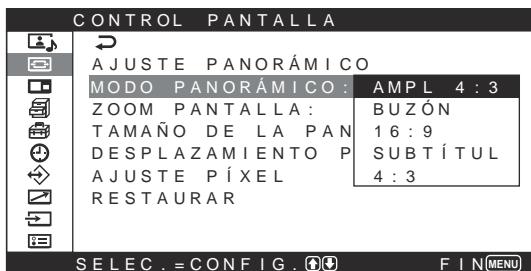 CONTROL PANTALLA
AJUSTE PANORÁMICO
MODO PANORÁMICO: AMPL 4:3
ZOOM PANTALLA: BUZÓN
TAMAÑO DE LA PAN 16:9
DESPLAZAMIENTO P SUBTÍTUL
AJUSTE PÍXEL 4:3
RESTAURAR
SELEC.=CONFIG. FIN MENU